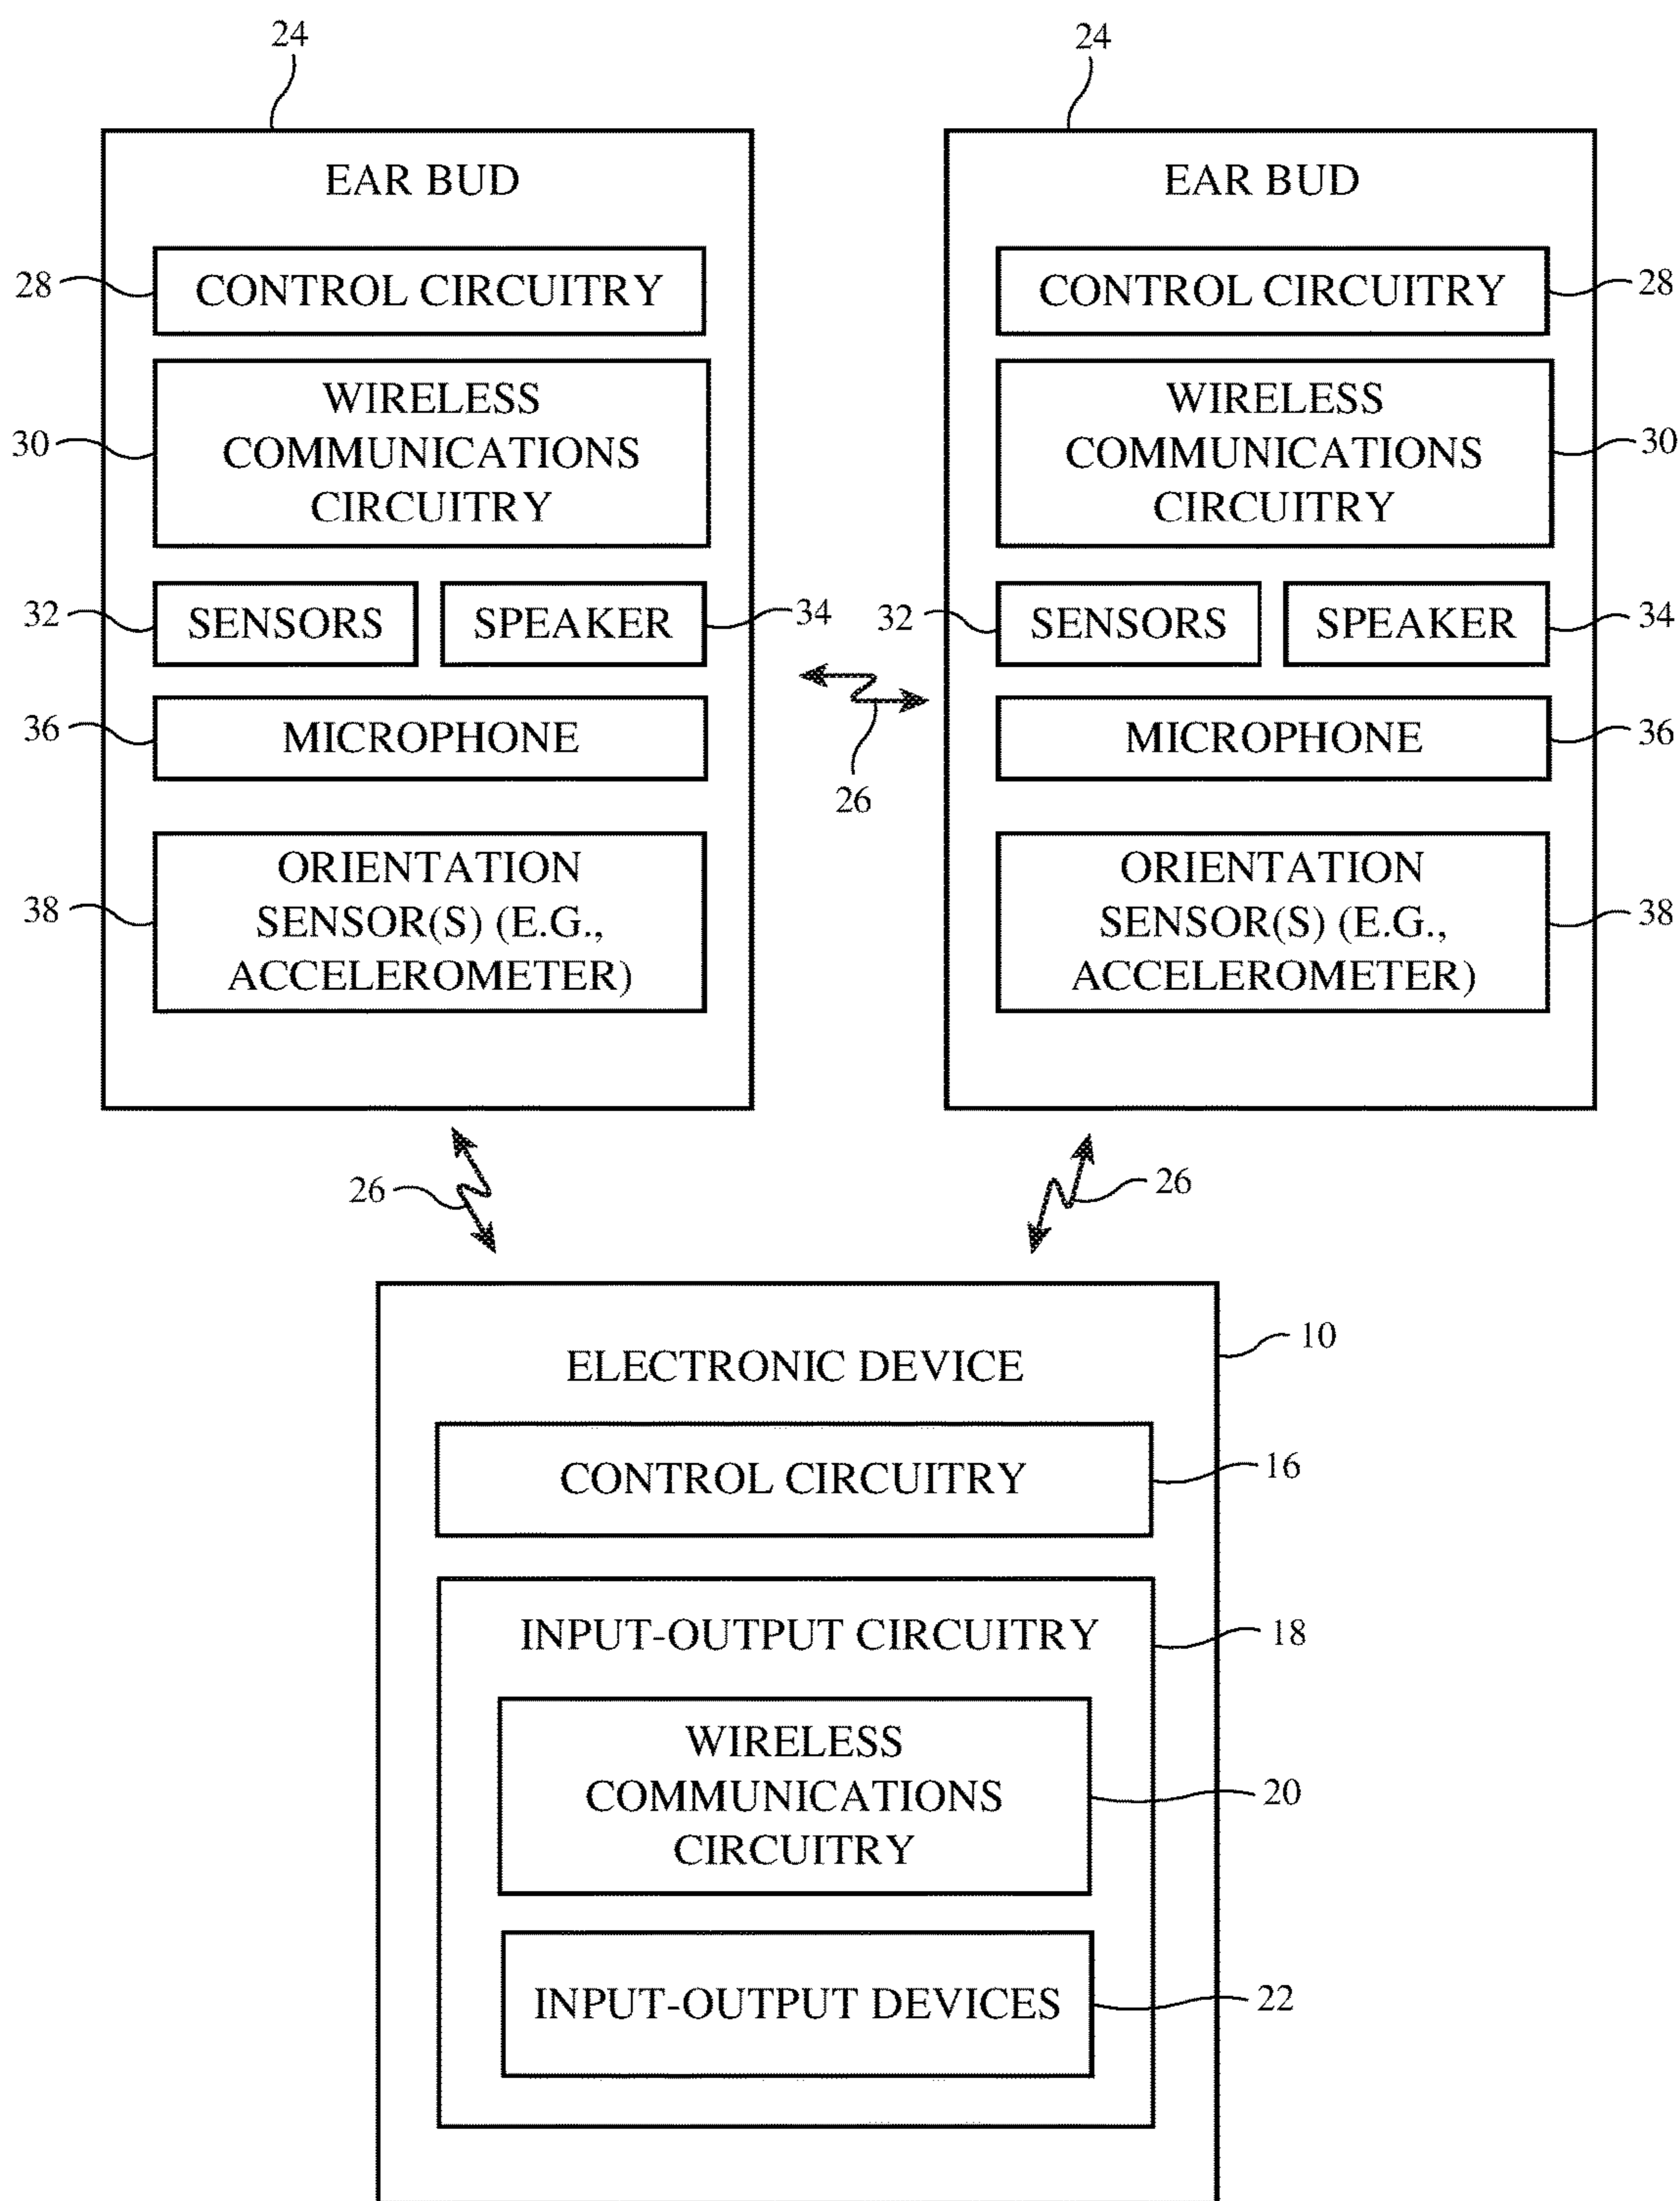 24
EAR BUD
28
CONTROL CIRCUITRY
30
WIRELESS
COMMUNICATIONS
CIRCUITRY
32
SENSORS
SPEAKER
34
36
MICROPHONE
38
ORIENTATION
SENSOR(S) (E.G.,
ACCELEROMETER)
26
24
EAR BUD
CONTROL CIRCUITRY
28
WIRELESS
COMMUNICATIONS
CIRCUITRY
30
32
SENSORS
SPEAKER
34
MICROPHONE
36
ORIENTATION
SENSOR(S) (E.G.,
ACCELEROMETER)
38
26
26
ELECTRONIC DEVICE
10
CONTROL CIRCUITRY
16
INPUT-OUTPUT CIRCUITRY
18
WIRELESS
COMMUNICATIONS
CIRCUITRY
20
INPUT-OUTPUT DEVICES
22